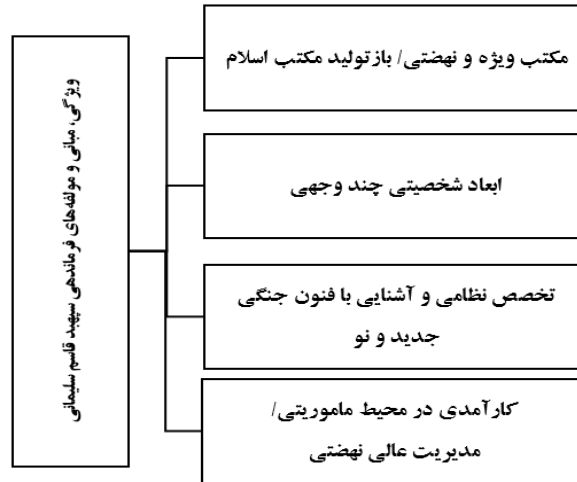 ویژگی، مبانی و مولفه‌های فرماندهی سپهبد قاسم سلیمانی
مکتب ویژه و نهضتی/ بازتولید مکتب اسلام
ابعاد شخصیتی چند وجهی
تخصص نظامی و آشنایی با فنون جنگی
جدید و نو
کارآمدی در محیط ماموریتی/
مدیریت عالی نهضتی